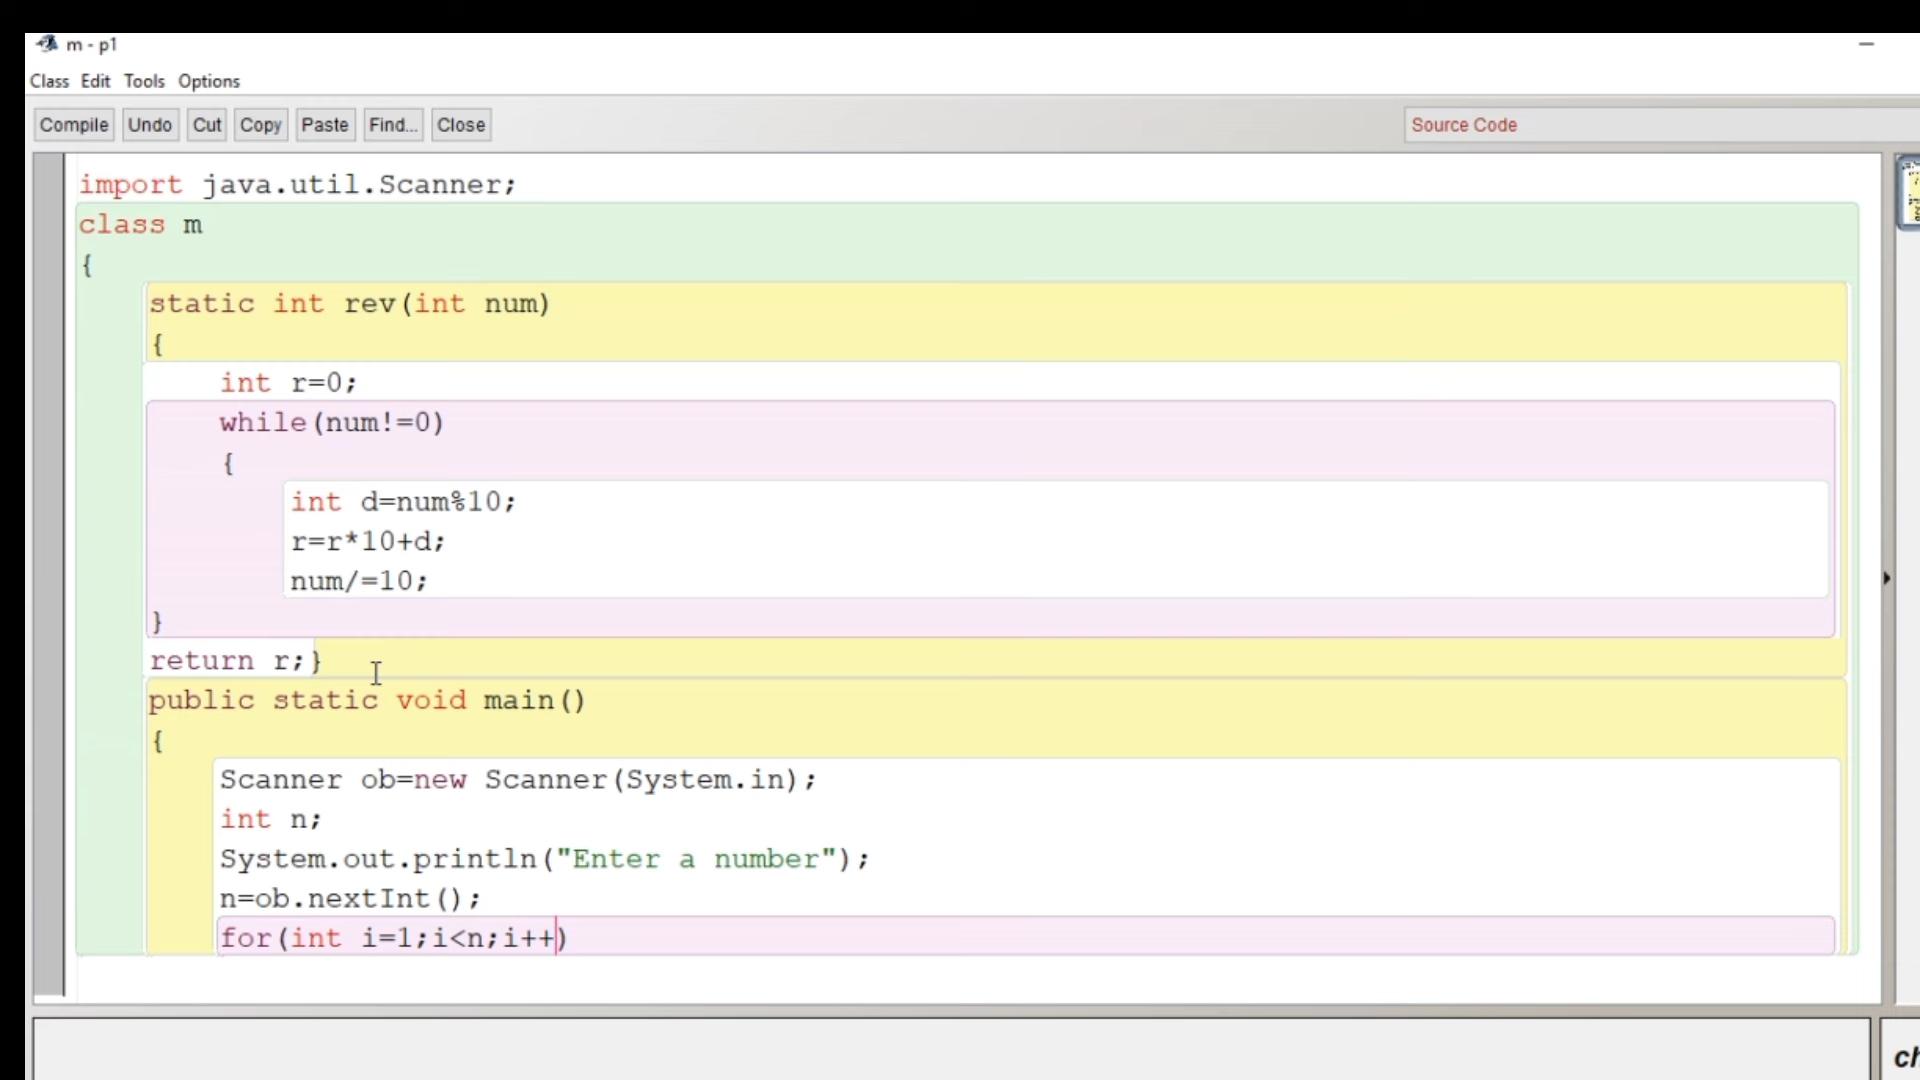 m - p1
Class Edit Tools Options
Compile Undo Cut Copy Paste Find... Close Source Code
import java.util.Scanner;
class m
{
static int rev(int num)
{
int r=0;
while(num!=0)
{
int d=num%10;
r=r*10+d;
num/=10;
}
return r;}
public static void main()
{
Scanner ob=new Scanner(System.in);
int n;
System.out.println("Enter a number");
n=ob.nextInt();
for(int i=1;i<n;i++)